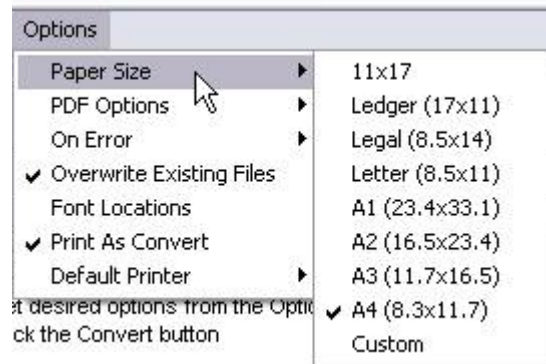 Options
Paper Size
PDF Options
On Error
Overwrite Existing Files
Font Locations
Print As Convert
Default Printer
11x17
Ledger (17x11)
Legal (8.5x14)
Letter (8.5x11)
A1 (23.4x33.1)
A2 (16.5x23.4)
A3 (11.7x16.5)
A4 (8.3x11.7)
Custom
desired options from the
the Convert button